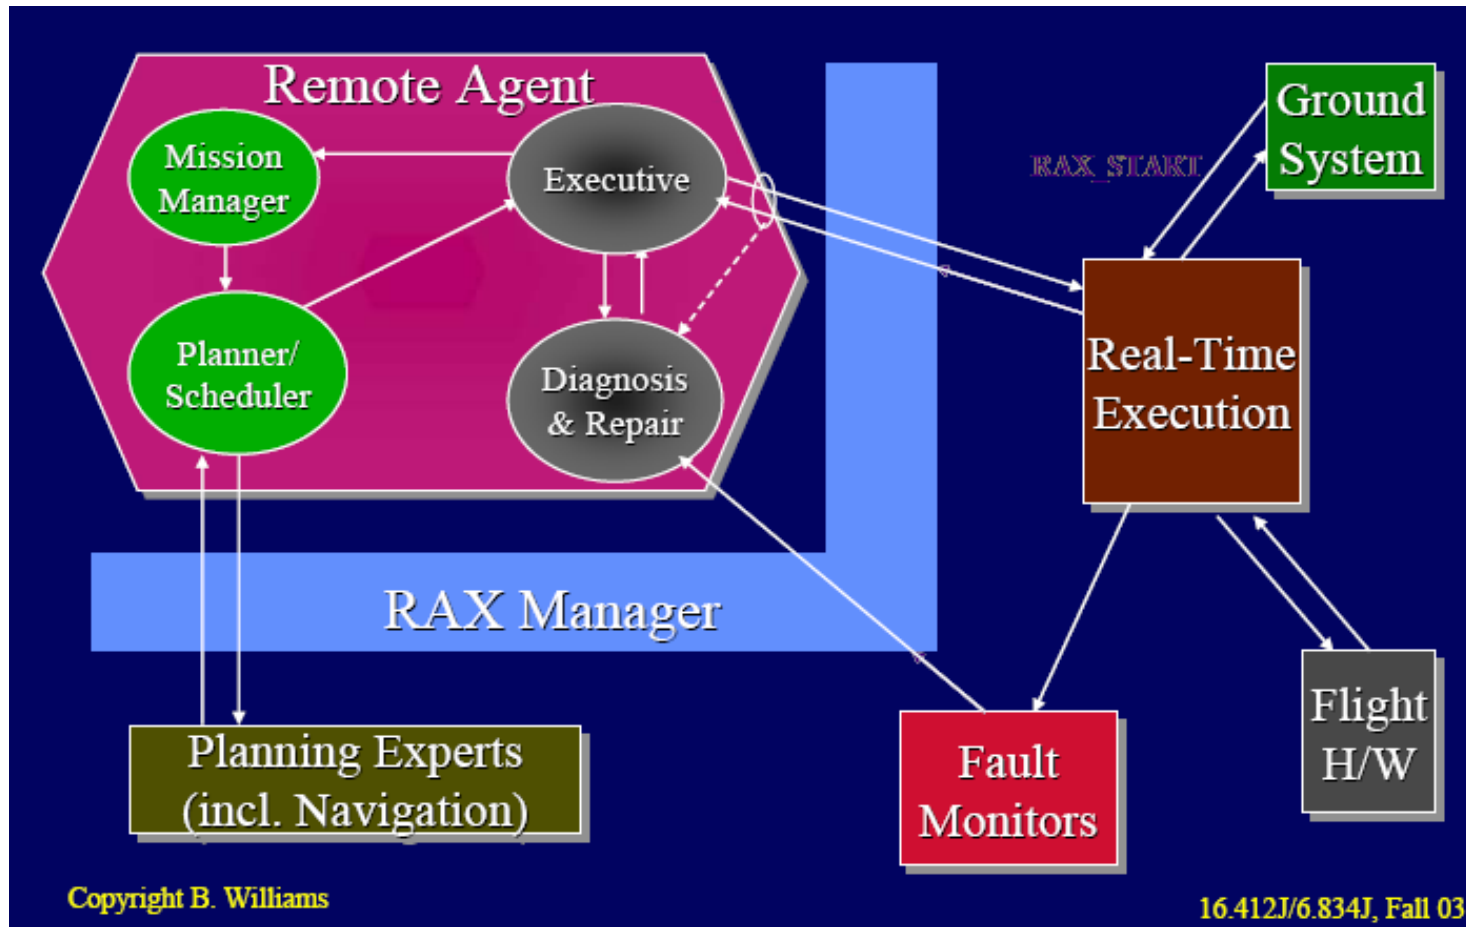 Remote Agent
Mission
Manager
Executive
Planner/
Scheduler
Diagnosis
& Repair
RAX Manager
Planning Experts
(incl. Navigation)
RAX_START
Ground
System
Real-Time
Execution
Fault
Monitors
Flight
H/W
Copyright B. Williams
16.412J/6.834J, Fall 03